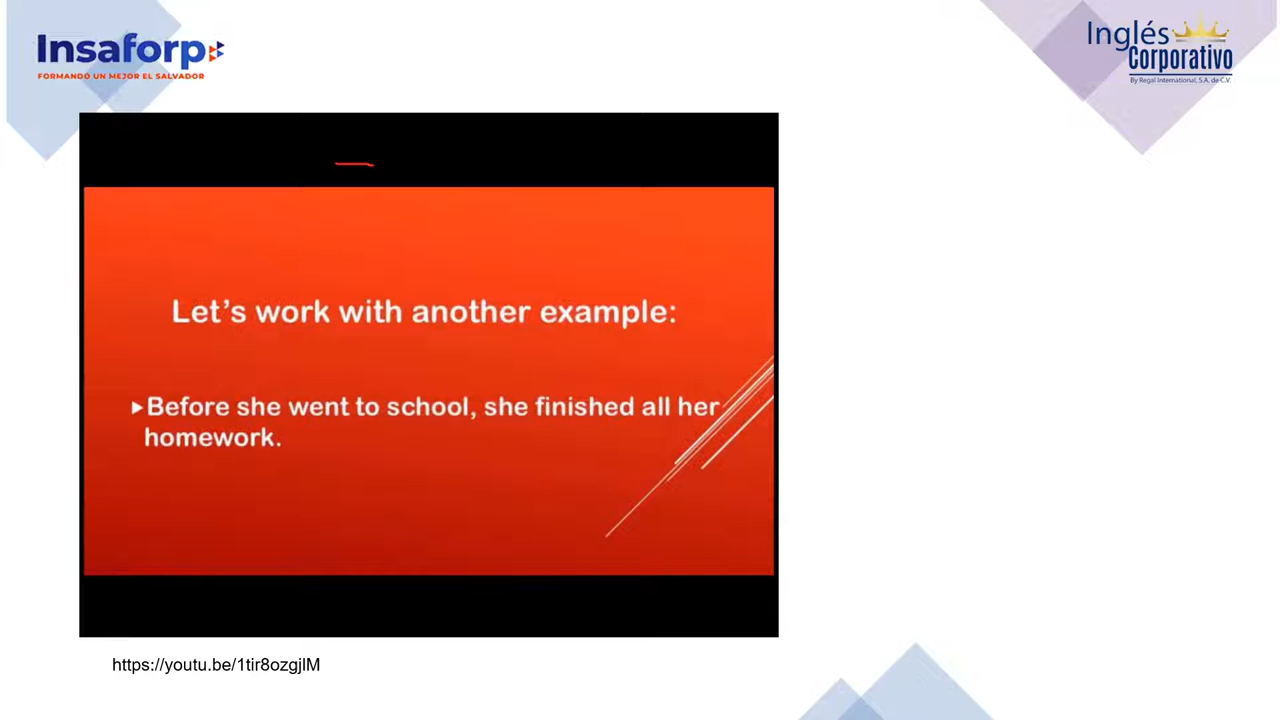 Insaforp
FORMANDO UN MEJOR EL SALVADOR
Inglés
Corporativo
By Regal International, S.A. de C.V.
Let's work with another example:
Before she went to school, she finished all her
homework.
https://youtu.be/1tir8ozgjlM